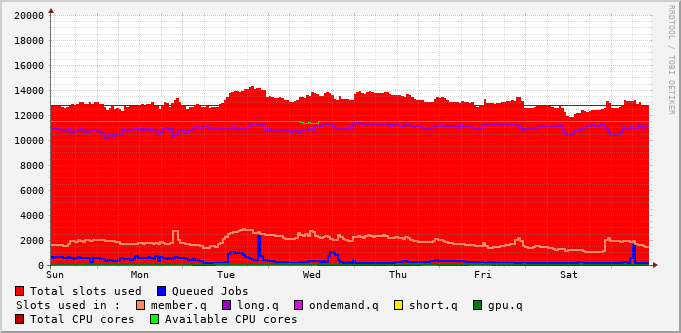 20000
18000
16000
14000
12000
10000
8000
6000
4000
2000
0
Sun Mon Tue Wed Thu Fri Sat
RRDTOOL / TOBI OETIKER
Total slots used Queued Jobs
Slots used in : member.q long.q ondemand.q short.q gpu.q
Total CPU cores Available CPU cores